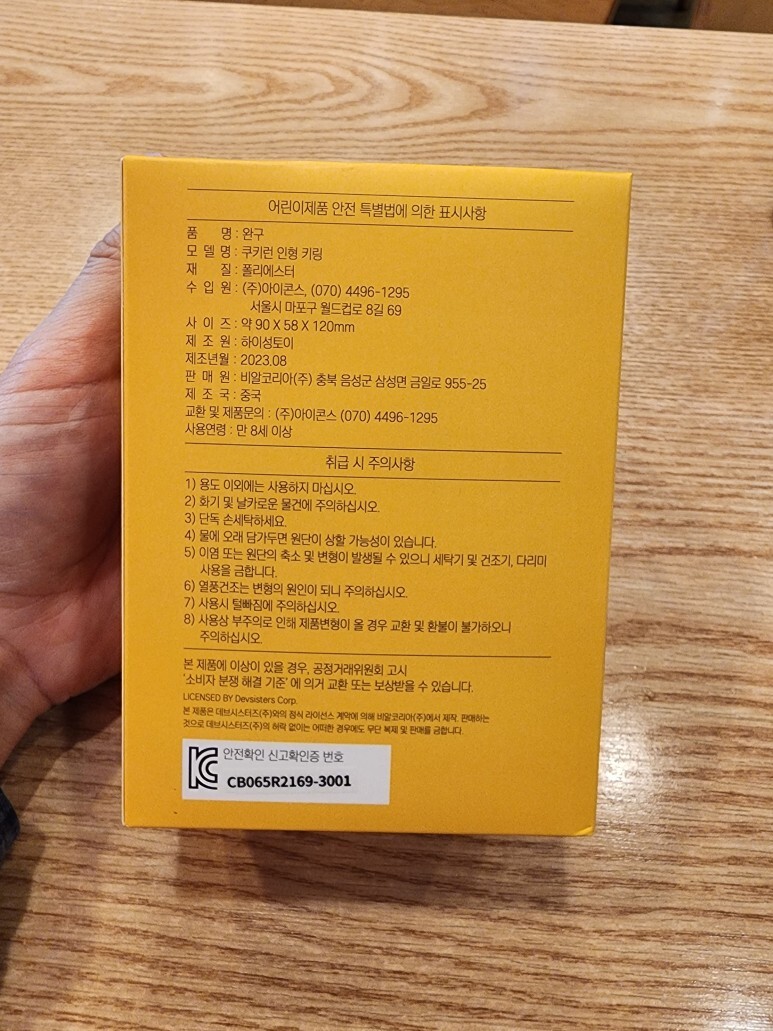 어린이제품 안전 특별법에 의한 표시사항
품 명 : 완구
모 델 명 : 쿠키런 인형 키링
재 질 : 폴리에스터
수 입 원 : (주)아이콘스, (070) 4496-1295
서울시 마포구 월드컵로 8길 69
사 이 즈 : 약 90 X 58 X 120mm
제 조 원 : 하이성토이
제조년월 : 2023.08
판 매 원 : 비알코리아(주) 충북 음성군 삼성면 금일로 955-25
제 조 국 : 중국
교환 및 제품문의 : (주)아이콘스 (070) 4496-1295
사용연령 : 만 8세 이상
취급 시 주의사항
1) 용도 이외에는 사용하지 마십시오.
2) 화기 및 날카로운 물건에 주의하십시오.
3) 단독 손세탁하세요.
4) 물에 오래 담가두면 원단이 상할 가능성이 있습니다.
5) 이염 또는 원단의 축소 및 변형이 발생될 수 있으니 세탁기 및 건조기, 다리미
사용을 금합니다.
6) 열풍건조는 변형의 원인이 되니 주의하십시오.
7) 사용시 털빠짐에 주의하십시오.
8) 사용상 부주의로 인해 제품변형이 올 경우 교환 및 환불이 불가하오니
주의하십시오.
본 제품에 이상이 있을 경우, 공정거래위원회 고시
'소비자 분쟁 해결 기준' 에 의거 교환 또는 보상받을 수 있습니다.
LICENSED BY Devsisters Corp.
본 제품은 데브시스터즈(주)와의 정식 라이선스 계약에 의해 비알코리아(주)에서 제작, 판매하는
것으로 데브시스터즈(주)의 허락 없이는 어떠한 경우에도 무단 복제 및 판매를 금합니다.
안전확인 신고확인증 번호
CB065R2169-3001